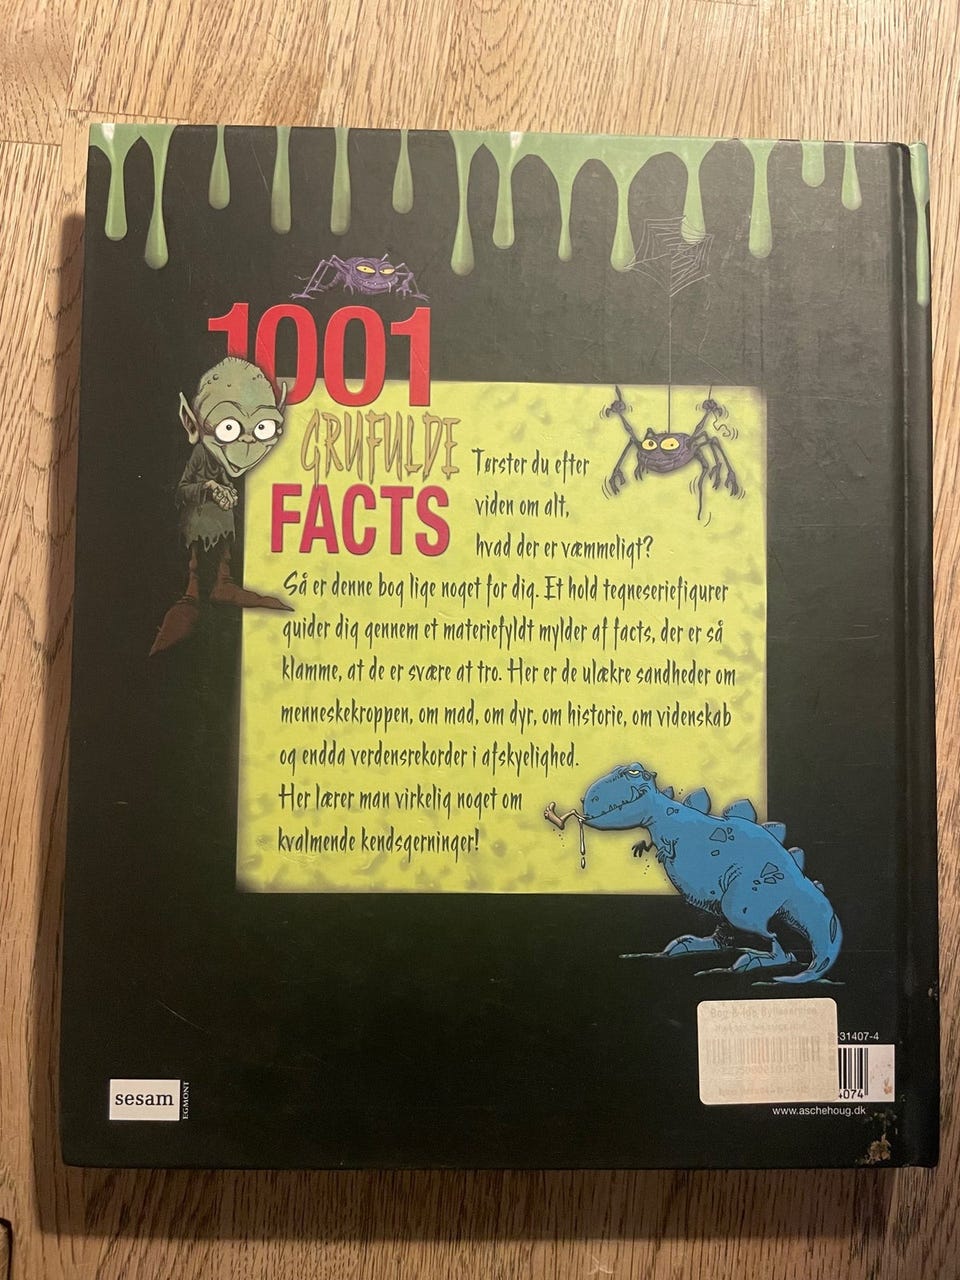 1001
GRUFULDE
FACTS
Tørster du efter
viden om alt,
hvad der er væmmeligt?
Så er denne bog lige noget for dig. Et hold tegneseriefigurer
guider dig gennem et materiefyldt mylder af facts, der er så
klamme, at de er svære at tro. Her er de ulækre sandheder om
menneskekroppen, om mad, om dyr, om historie, om videnskab
og endda verdensrekorder i afskyelighed.
Her lærer man virkelig noget om
kvalmende kendsgerninger!
-31407-4
4074
www.aschehoug.dk
sesam
EGMONT